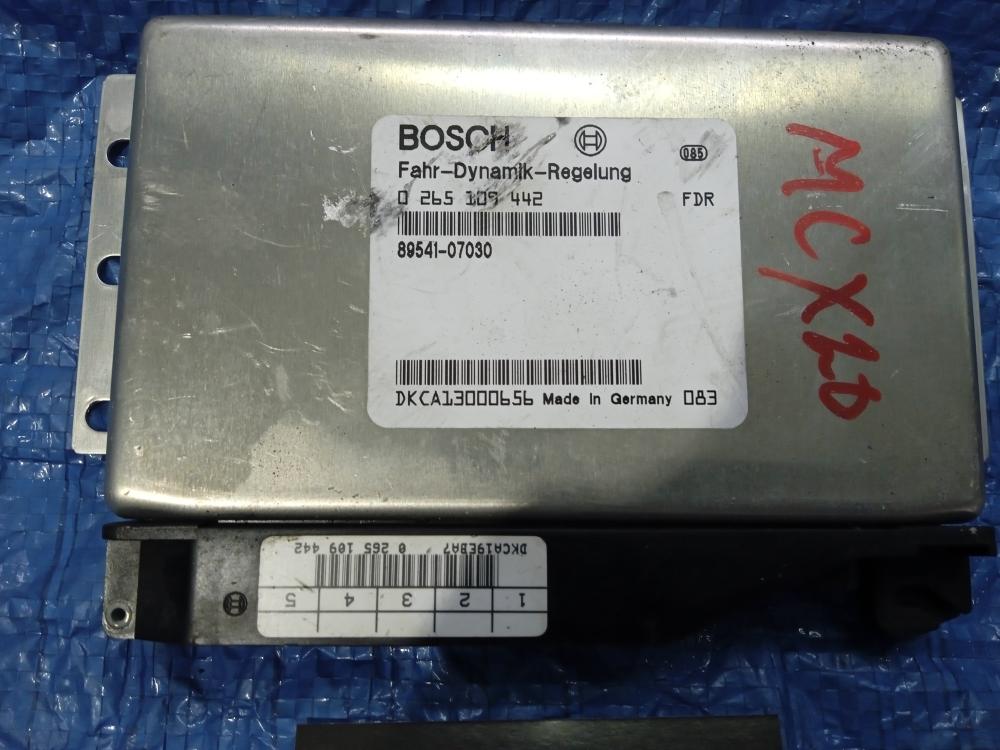 BOSCH
085
Fahr-Dynamik-Regelung
0 265 109 442 FDR
89541-07030
DKCA13000656 Made in Germany 083
MCX20
DKCA19EBA7 0 265 109 442
1 2 3 4 5